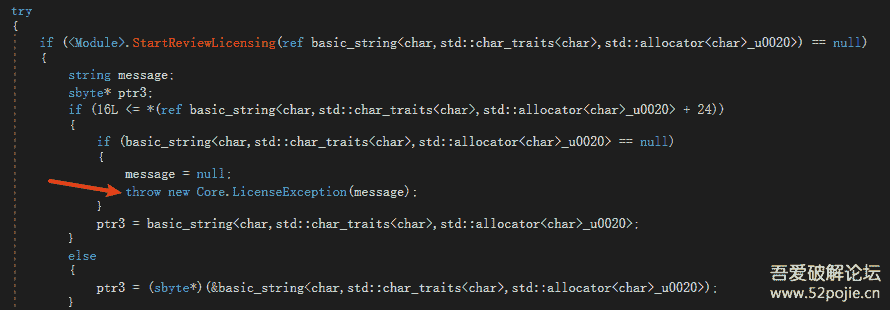 try
{
if (<Module>.StartReviewLicensing(ref basic_string<char,std::char_traits<char>,std::allocator<char>_u0020>) == null)
{
string message;
sbyte* ptr3;
if (16L <= *(ref basic_string<char,std::char_traits<char>,std::allocator<char>_u0020> + 24))
{
if (basic_string<char,std::char_traits<char>,std::allocator<char>_u0020> == null)
{
message = null;
throw new Core.LicenseException(message);
}
ptr3 = basic_string<char,std::char_traits<char>,std::allocator<char>_u0020>;
}
else
{
ptr3 = (sbyte*)(&basic_string<char,std::char_traits<char>,std::allocator<char>_u0020>);
}
吾爱破解论坛
www.52pojie.cn